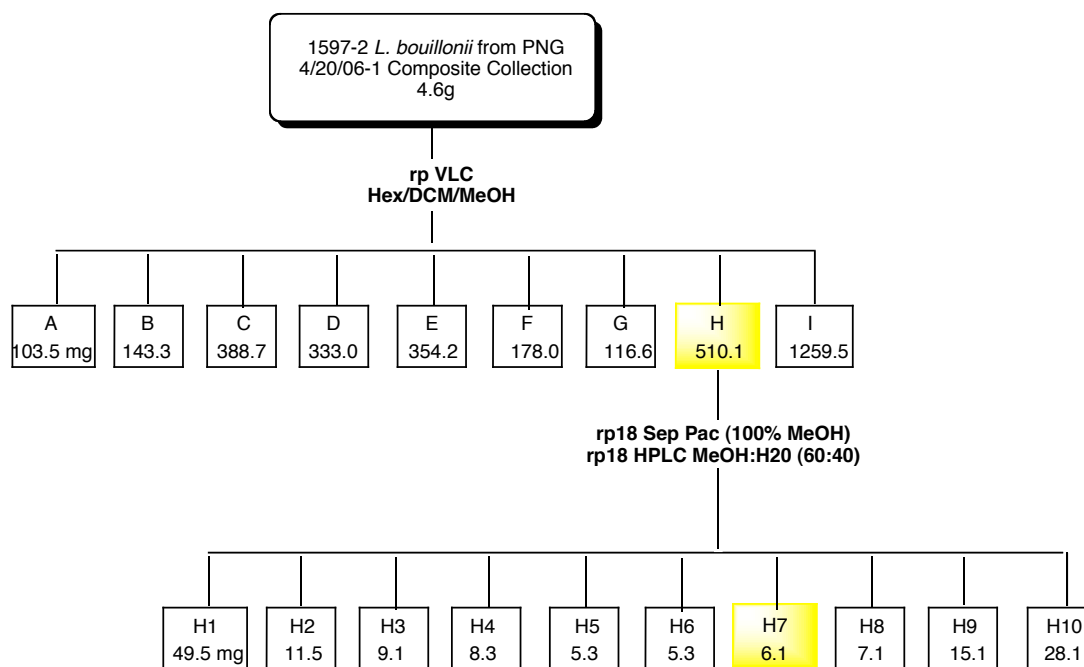 1597-2 L. bouillonii from PNG
4/20/06-1 Composite Collection
4.6g
rp VLC
Hex/DCM/MeOH
A B C D E F G H I
103.5 mg 143.3 388.7 333.0 354.2 178.0 116.6 510.1 1259.5
rp18 Sep Pac (100% MeOH)
rp18 HPLC MeOH:H20 (60:40)
H1 H2 H3 H4 H5 H6 H7 H8 H9 H10
49.5 mg 11.5 9.1 8.3 5.3 5.3 6.1 7.1 15.1 28.1